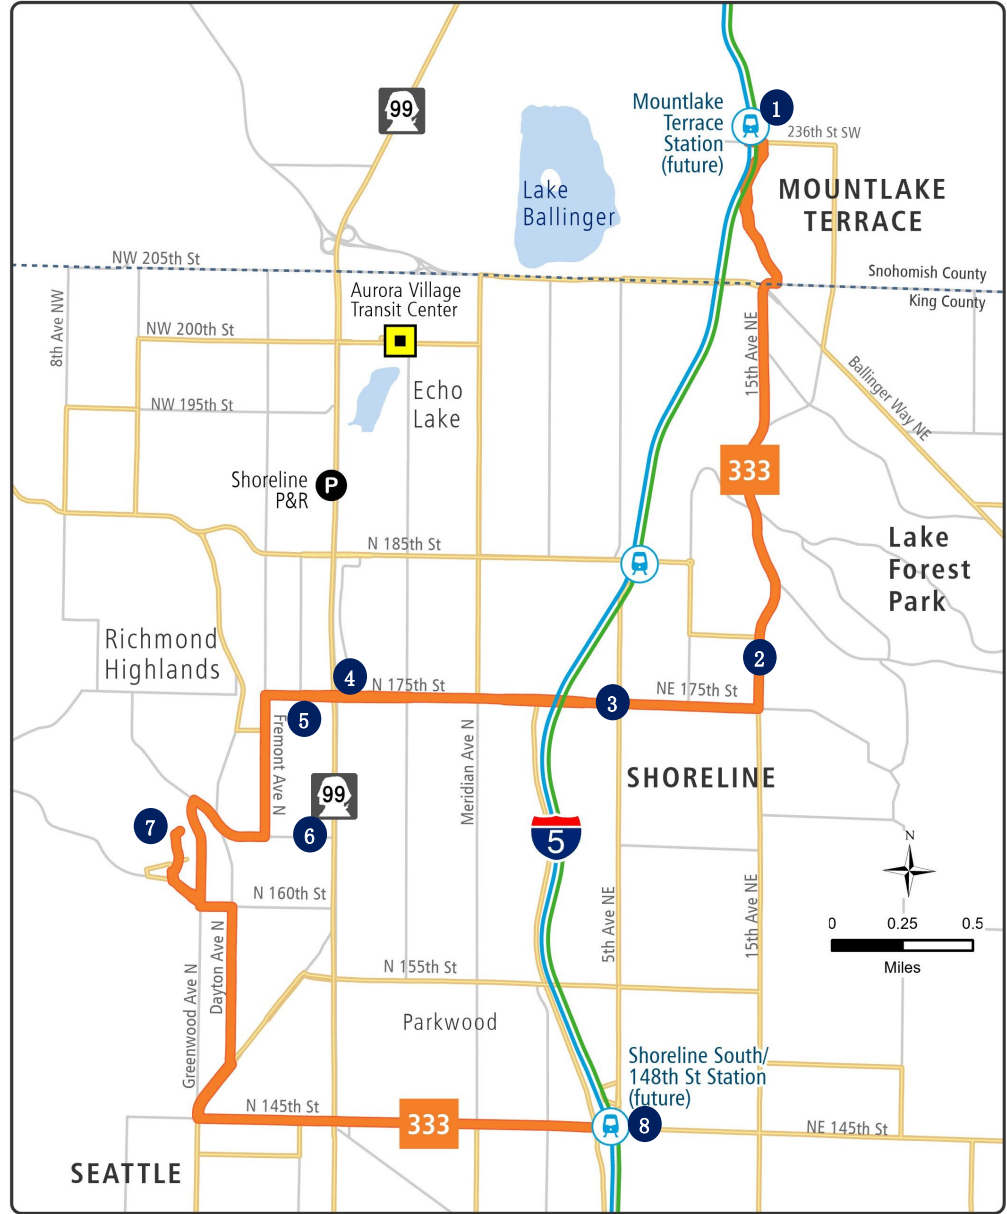 99
Mountlake
Terrace
Station
(future)
1
236th St SW
Lake
Ballinger
MOUNTLAKE
TERRACE
NW 205th St
Snohomish County
King County
8th Ave NW
Aurora Village
Transit Center
NW 200th St
15th Ave NE
Ballinger Way NE
NW 195th St
Echo
Lake
333
Shoreline
P&R
P
N 185th St
Lake
Forest
Park
Richmond
Highlands
2
4
N 175th St
NE 175th St
3
5
Fremont Ave N
Meridian Ave N
SHORELINE
99
7
6
5
N
N 160th St
5th Ave NE
15th Ave NE
0
0.25
0.5
Miles
Dayton Ave N
Greenwood Ave N
N 155th St
Parkwood
Shoreline South/
148th St Station
(future)
N 145th St
333
8
NE 145th St
SEATTLE